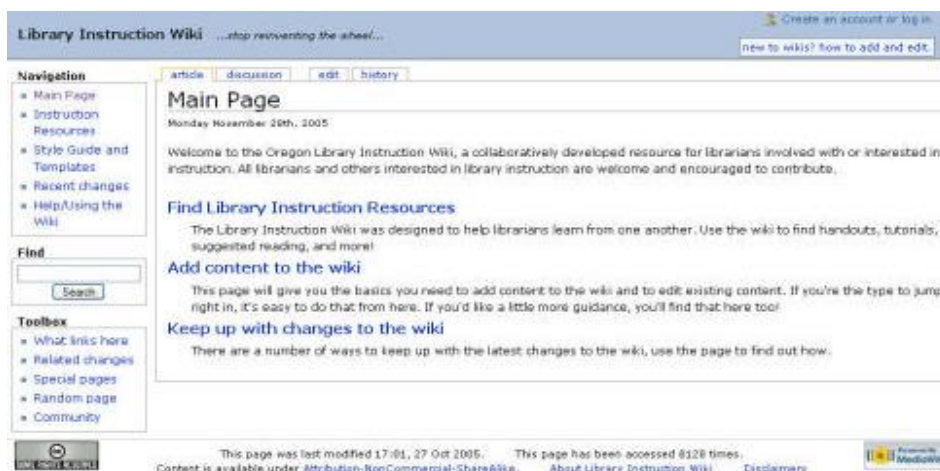 Create an account or log in
Library Instruction Wiki ...stop reinventing the wheel...
new to wikis? how to add and edit.
Navigation
Main Page
Instruction
Resources
Style Guide and
Templates
Recent changes
Help/Using the
Wiki
Find
Search
Toolbox
What links here
Related changes
Special pages
Random page
Community
article discussion edit history
Main Page
Monday November 28th, 2005
Welcome to the Oregon Library Instruction Wiki, a collaboratively developed resource for librarians involved with or interested in
instruction. All librarians and others interested in library instruction are welcome and encouraged to contribute.
Find Library Instruction Resources
The Library Instruction Wiki was designed to help librarians learn from one another. Use the wiki to find handouts, tutorials,
suggested reading, and more!
Add content to the wiki
This page will give you the basics you need to add content to the wiki and to edit existing content. If you're the type to jump
right in, it's easy to do that from here. If you'd like a little more guidance, you'll find that here too!
Keep up with changes to the wiki
There are a number of ways to keep up with the latest changes to the wiki, use the page to find out how.
SOME RIGHTS RESERVED
This page was last modified 17:01, 27 Oct 2005. This page has been accessed 8128 times.
Content is available under Attribution-NonCommercial-ShareAlike. About Library Instruction Wiki Disclaimers
Powered By
MediaWiki